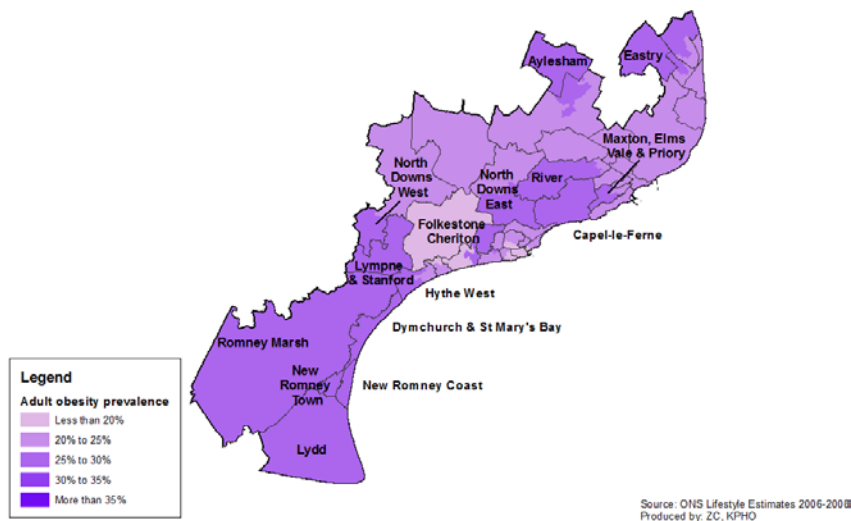 Aylesham
Eastry
Maxton, Elms
Vale & Priory
North
Downs
West
North
Downs
East
River
Folkestone
Cheriton
Capel-le-Ferne
Lympne
& Stanford
Hythe West
Dymchurch & St Mary's Bay
Romney Marsh
New
Romney
Town
New Romney Coast
Lydd
Legend
Adult obesity prevalence
Less than 20%
20% to 25%
25% to 30%
30% to 35%
More than 35%
Source: ONS Lifestyle Estimates 2006-2008
Produced by: ZC, KPHO